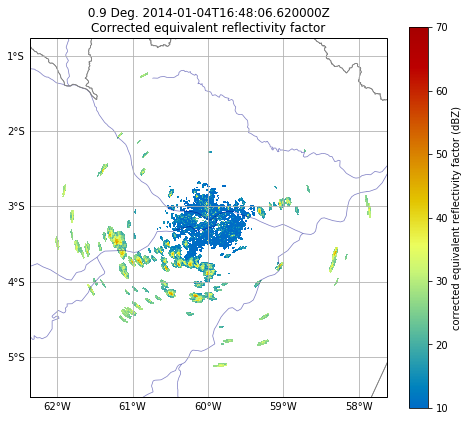 0.9 Deg. 2014-01-04T16:48:06.620000Z
Corrected equivalent reflectivity factor
1°S
2°S
3°S
4°S
5°S
62°W 61°W 60°W 59°W 58°W
70
60
50
40
30
20
10
corrected equivalent reflectivity factor (dBZ)